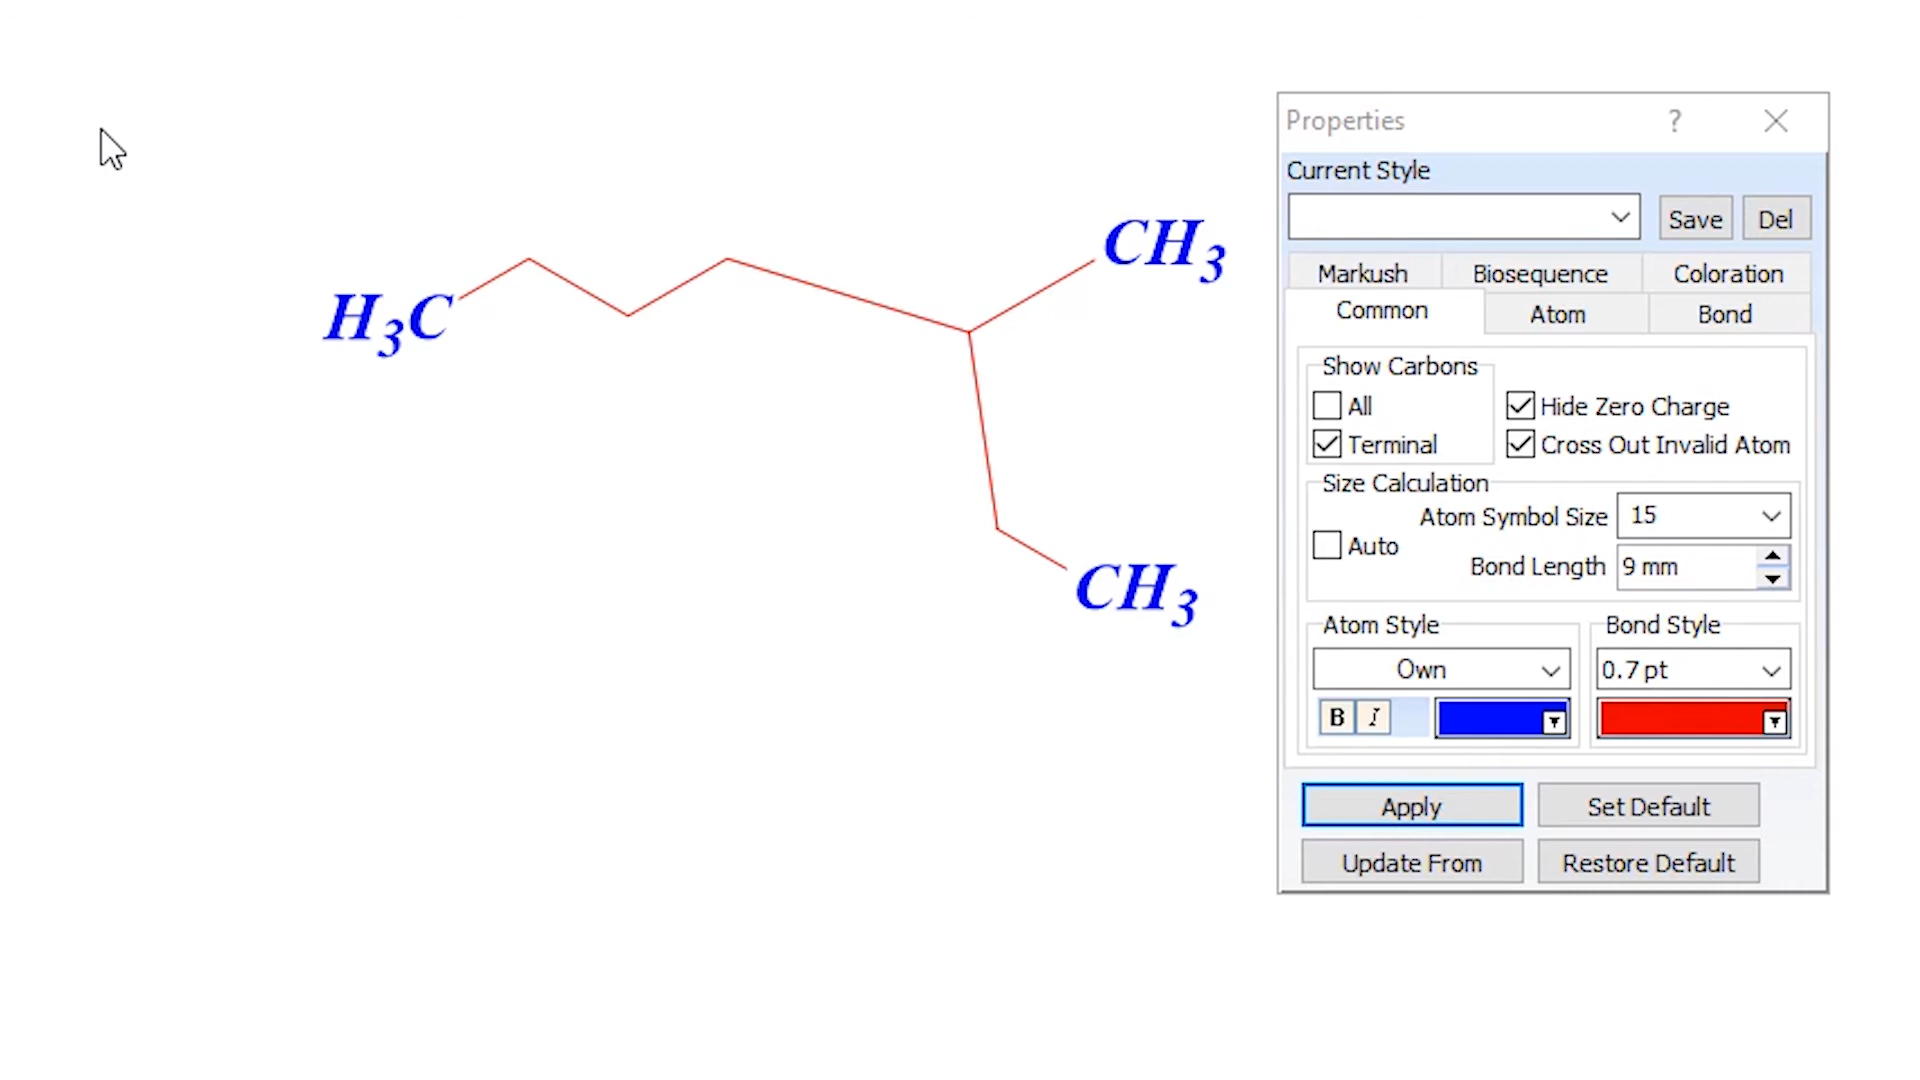 H3C
CH3
CH3
Properties ?
Current Style
Save Del
Markush Biosequence Coloration
Common Atom Bond
Show Carbons
All Hide Zero Charge
Terminal Cross Out Invalid Atom
Size Calculation
Atom Symbol Size 15
Auto
Bond Length 9 mm
Atom Style Bond Style
Own 0.7 pt
B I
Apply Set Default
Update From Restore Default